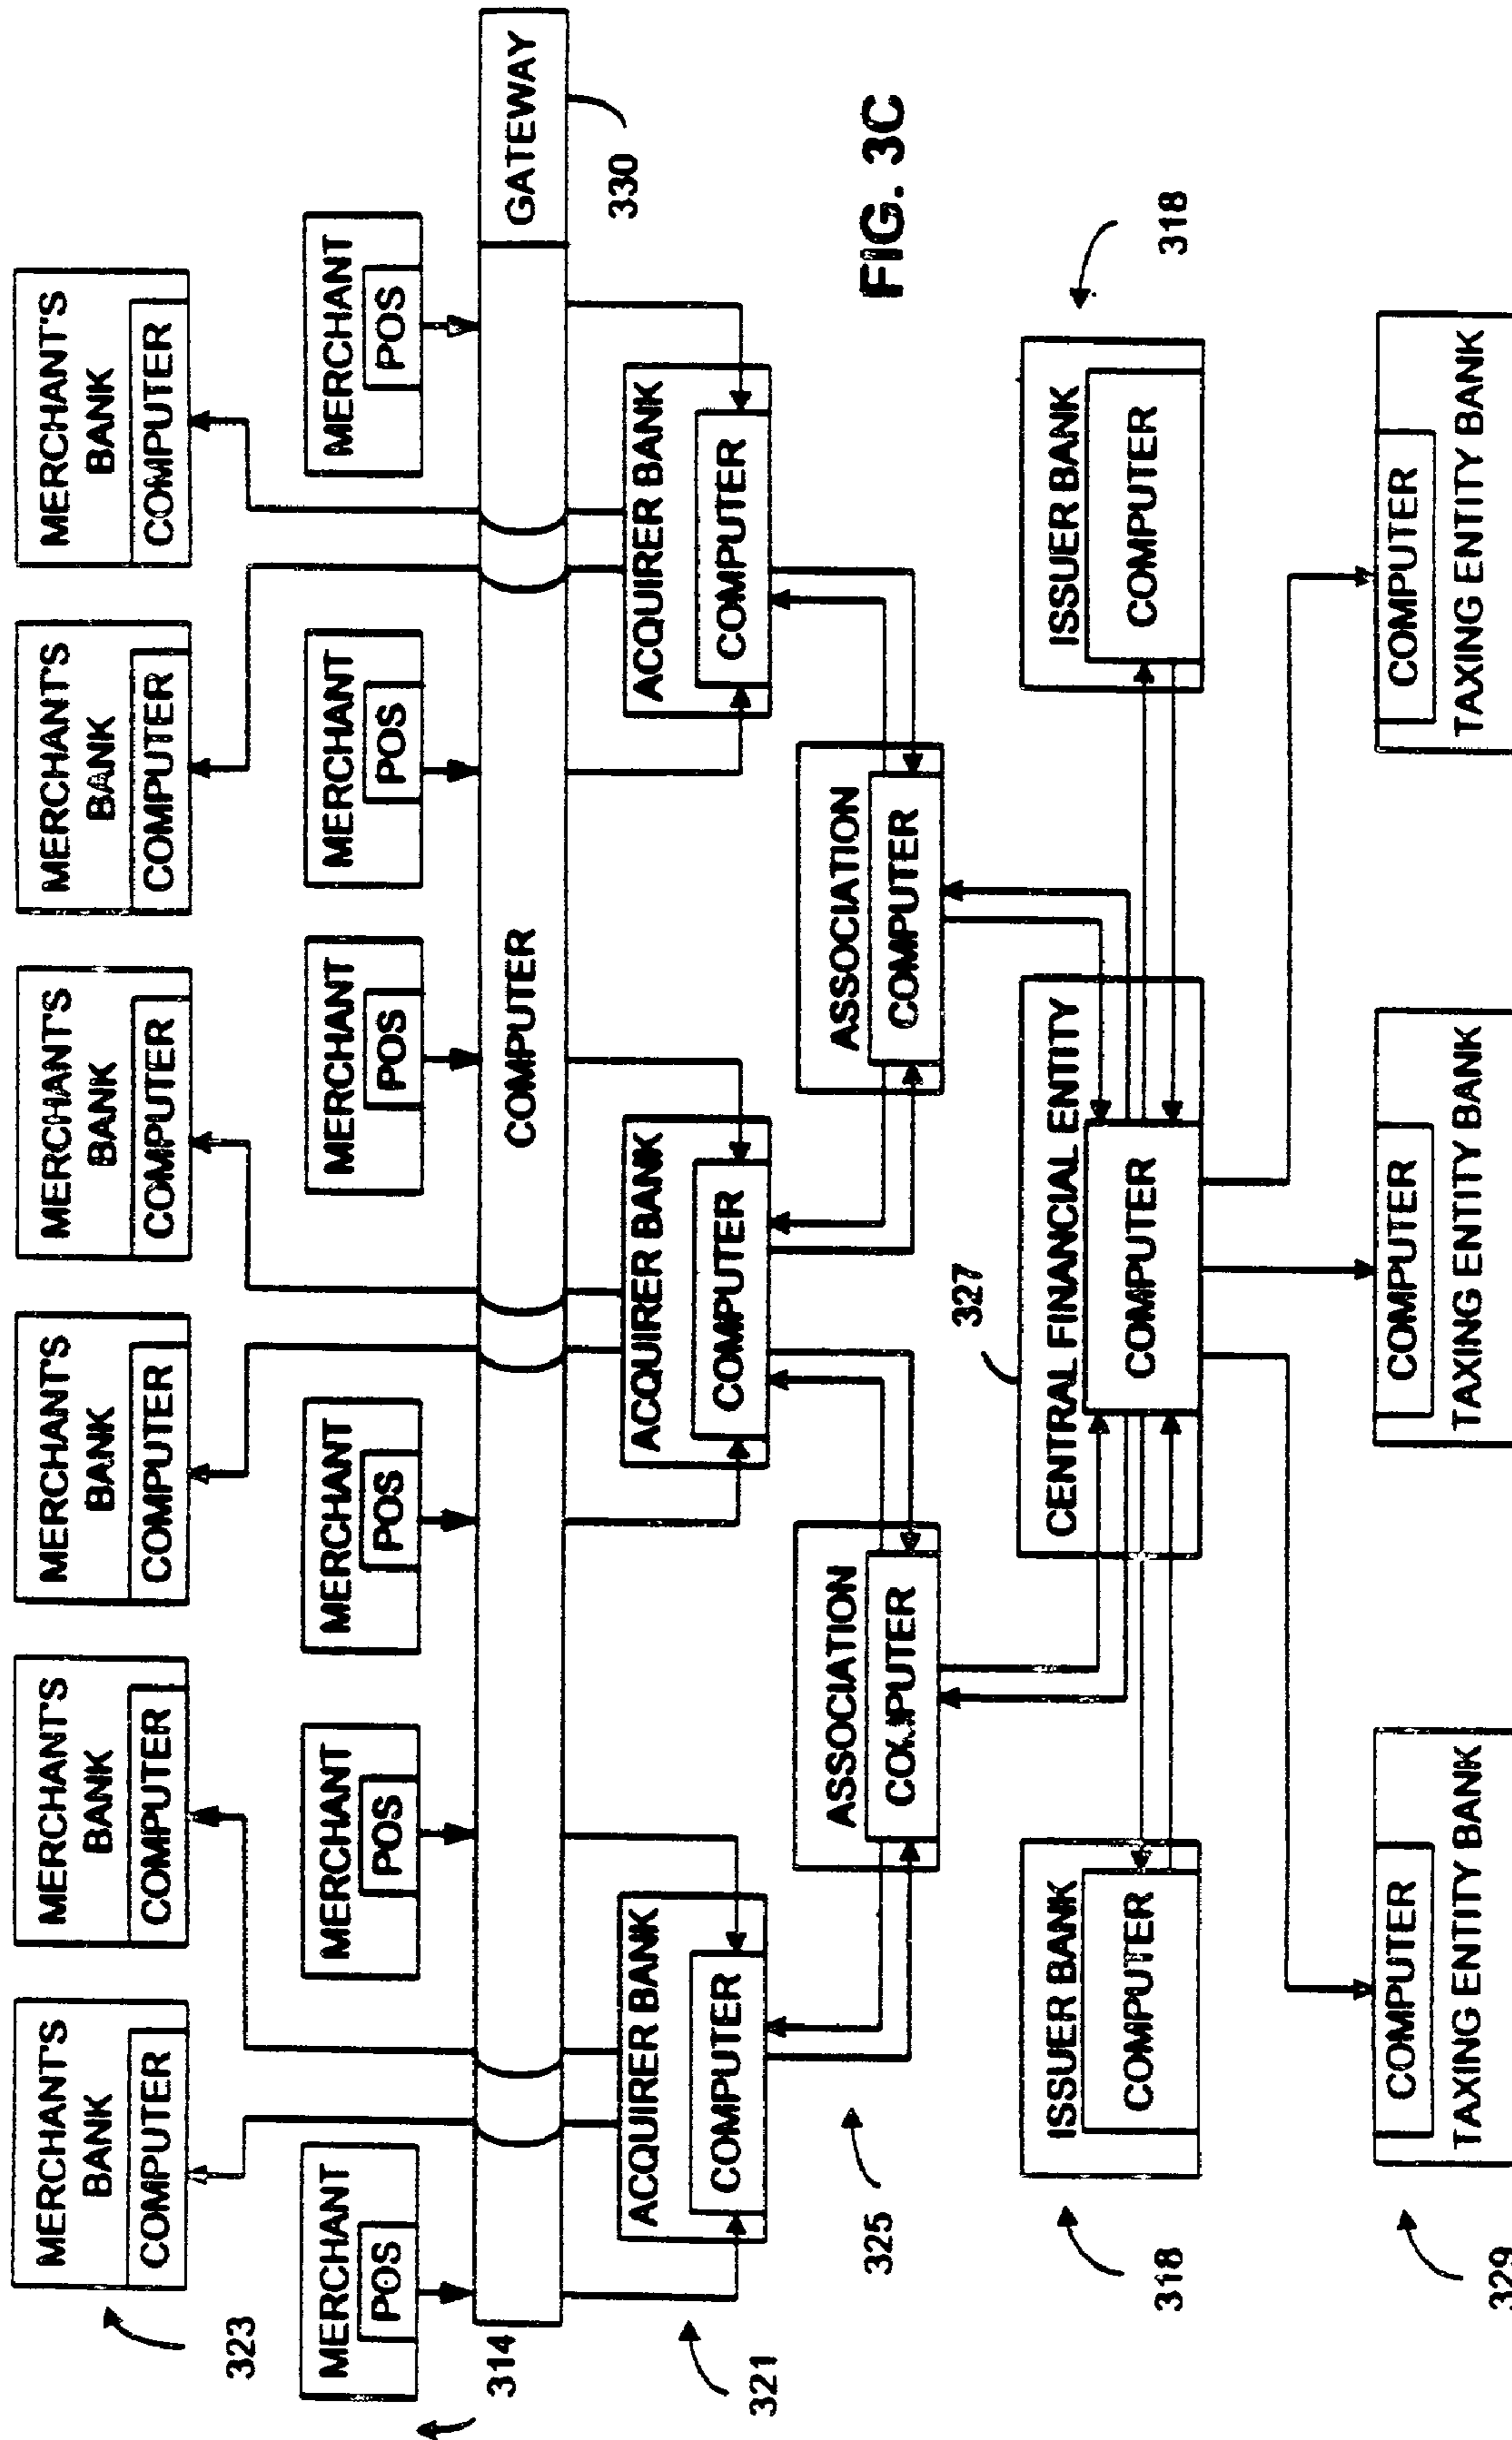 MERCHANT'S
BANK
COMPUTER
MERCHANT'S
BANK
COMPUTER
MERCHANT'S
BANK
COMPUTER
MERCHANT'S
BANK
COMPUTER
MERCHANT'S
BANK
COMPUTER
MERCHANT'S
BANK
COMPUTER
323
MERCHANT
POS
MERCHANT
POS
MERCHANT
POS
MERCHANT
POS
MERCHANT
POS
MERCHANT
POS
314
COMPUTER
GATEWAY
330
321
ACQUIRER BANK
COMPUTER
ACQUIRER BANK
COMPUTER
ACQUIRER BANK
COMPUTER
FIG. 3C
325
ASSOCIATION
COMPUTER
ASSOCIATION
COMPUTER
327
318
ISSUER BANK
COMPUTER
CENTRAL FINANCIAL ENTITY
COMPUTER
ISSUER BANK
COMPUTER
318
329
COMPUTER
TAXING ENTITY BANK
COMPUTER
TAXING ENTITY BANK
COMPUTER
TAXING ENTITY BANK